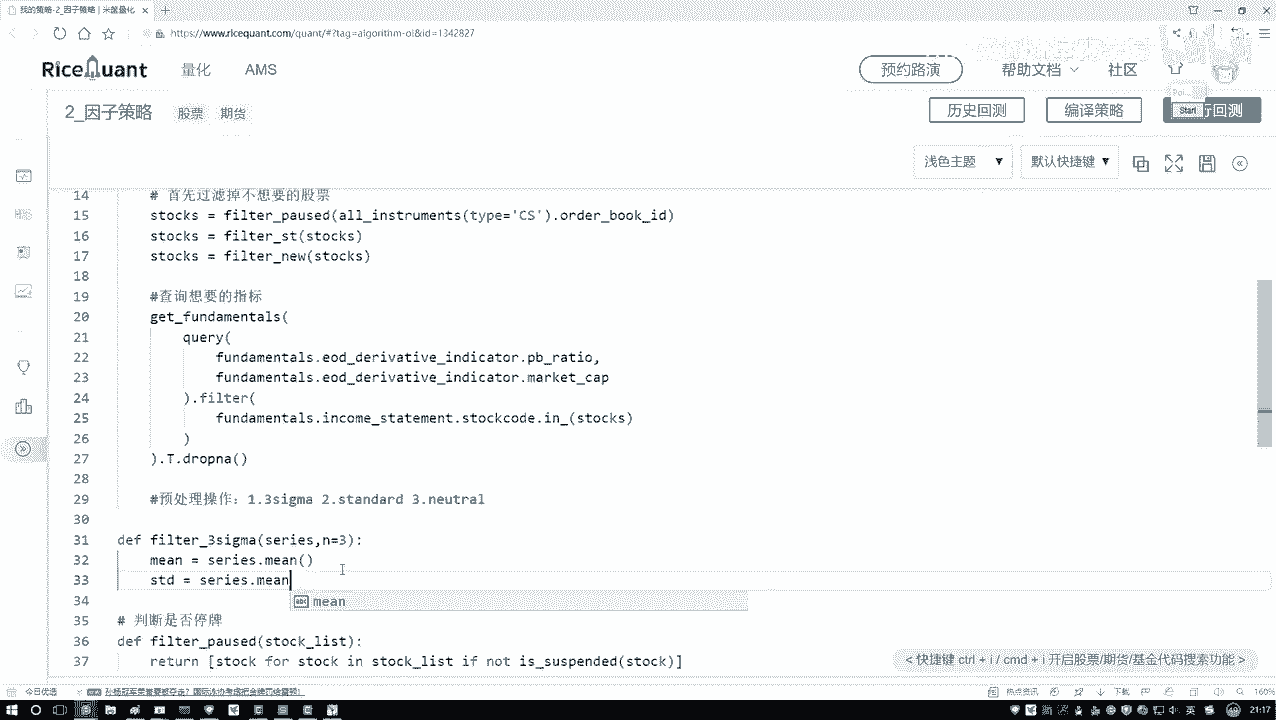 我的策略-2_因子策略 | 米筐量化
https://www.ricequant.com/quant/#?tag=algorithm-ol&id=1342827
RiceQuant 量化 AMS 预约路演 帮助文档 社区
2_因子策略 股票 期货 历史回测 编译策略 行回测
Start
浅色主题 默认快捷键
14 # 首先过滤掉不想要的股票
15 stocks = filter_paused(all_instruments(type='CS').order_book_id)
16 stocks = filter_st(stocks)
17 stocks = filter_new(stocks)
18
19 #查询想要的指标
20 get_fundamentals(
21 query(
22 fundamentals.eod_derivative_indicator.pb_ratio,
23 fundamentals.eod_derivative_indicator.market_cap
24 ).filter(
25 fundamentals.income_statement.stockcode.in_(stocks)
26 )
27 ).T.dropna()
28
29 #预处理操作：1.3sigma 2.standard 3.neutral
30
31 def filter_3sigma(series,n=3):
32 mean = series.mean()
33 std = series.mean
abc mean
34
35 # 判断是否停牌
36 def filter_paused(stock_list):
37 return [stock for stock in stock_list if not is_suspended(stock)]
<快捷键 ctrl + i / cmd + i 开启股票/期货/基金代码搜索功能>
今日优选
热点资讯 下载 160%
英 21:17